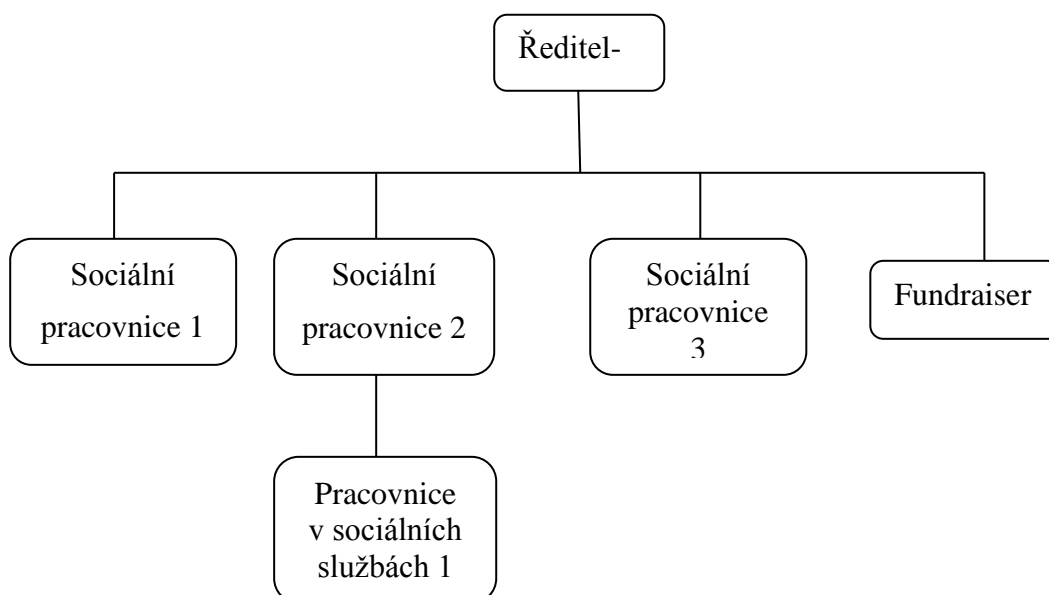 Ředitel-
Sociální
pracovnice 1
Sociální
pracovnice 2
Sociální
pracovnice
3
Fundraiser
Pracovnice
v sociálních
službách 1